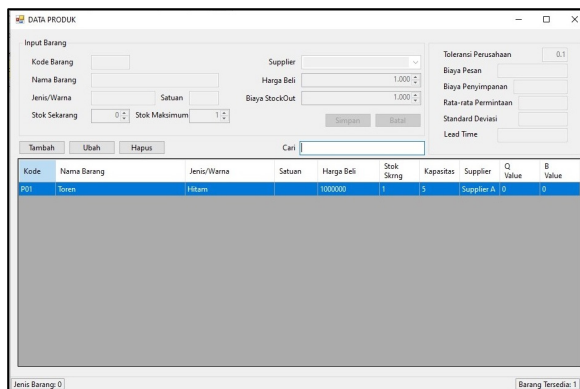 DATA PRODUK
Input Barang
Kode Barang
Nama Barang
Jenis/Warna
Satuan
Stok Sekarang 0
Stok Maksimum 1
Supplier
Harga Beli 1.000
Biaya StockOut 1.000
Simpan
Batal
Toleransi Perusahaan 0.1
Biaya Pesan
Biaya Penyimpanan
Rata-rata Permintaan
Standard Deviasi
Lead Time
Tambah
Ubah
Hapus
Cari
Kode Nama Barang Jenis/Warna Satuan Harga Beli Stok Skrng Kapasitas Supplier Q Value B Value
P01 Toren Hitam 1000000 1 5 Supplier A 0 0
Jenis Barang: 0
Barang Tersedia: 1